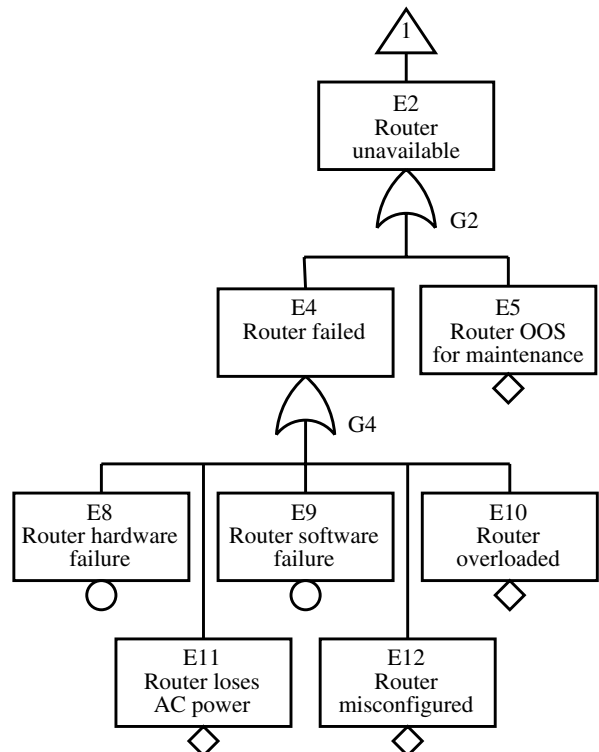 1
E2
Router
unavailable
G2
E4
Router failed
E5
Router OOS
for maintenance
G4
E8
Router hardware
failure
E9
Router software
failure
E10
Router
overloaded
E11
Router loses
AC power
E12
Router
misconfigured